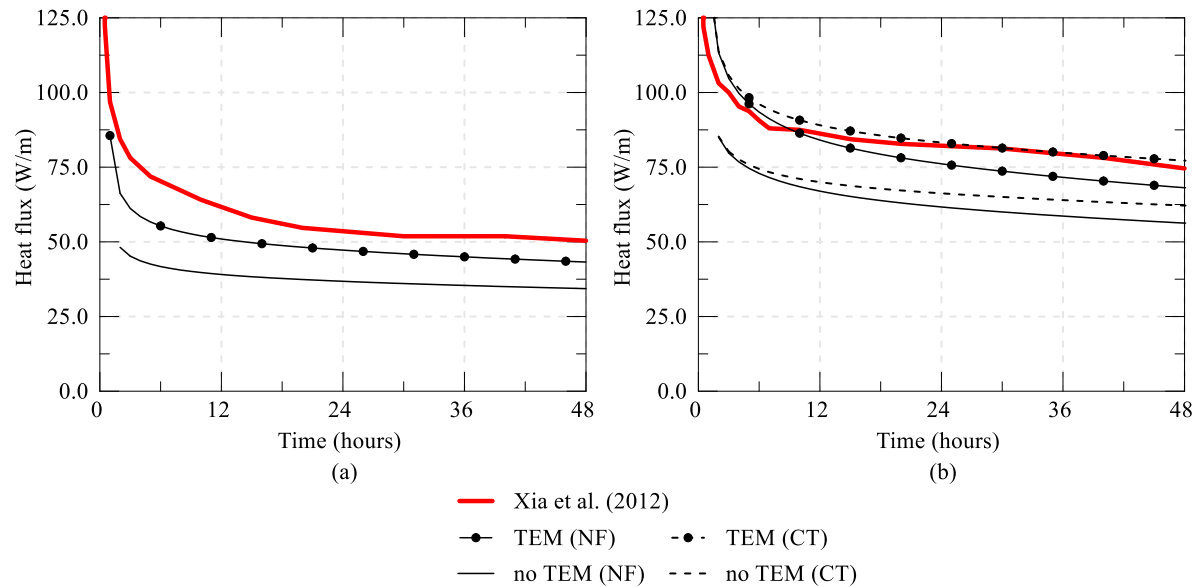 125.0
100.0
75.0
50.0
25.0
0.0
Heat flux (W/m)
0 12 24 36 48
Time (hours)
(a)
125.0
100.0
75.0
50.0
25.0
0.0
Heat flux (W/m)
0 12 24 36 48
Time (hours)
(b)
Xia et al. (2012)
TEM (NF) TEM (CT)
no TEM (NF) no TEM (CT)